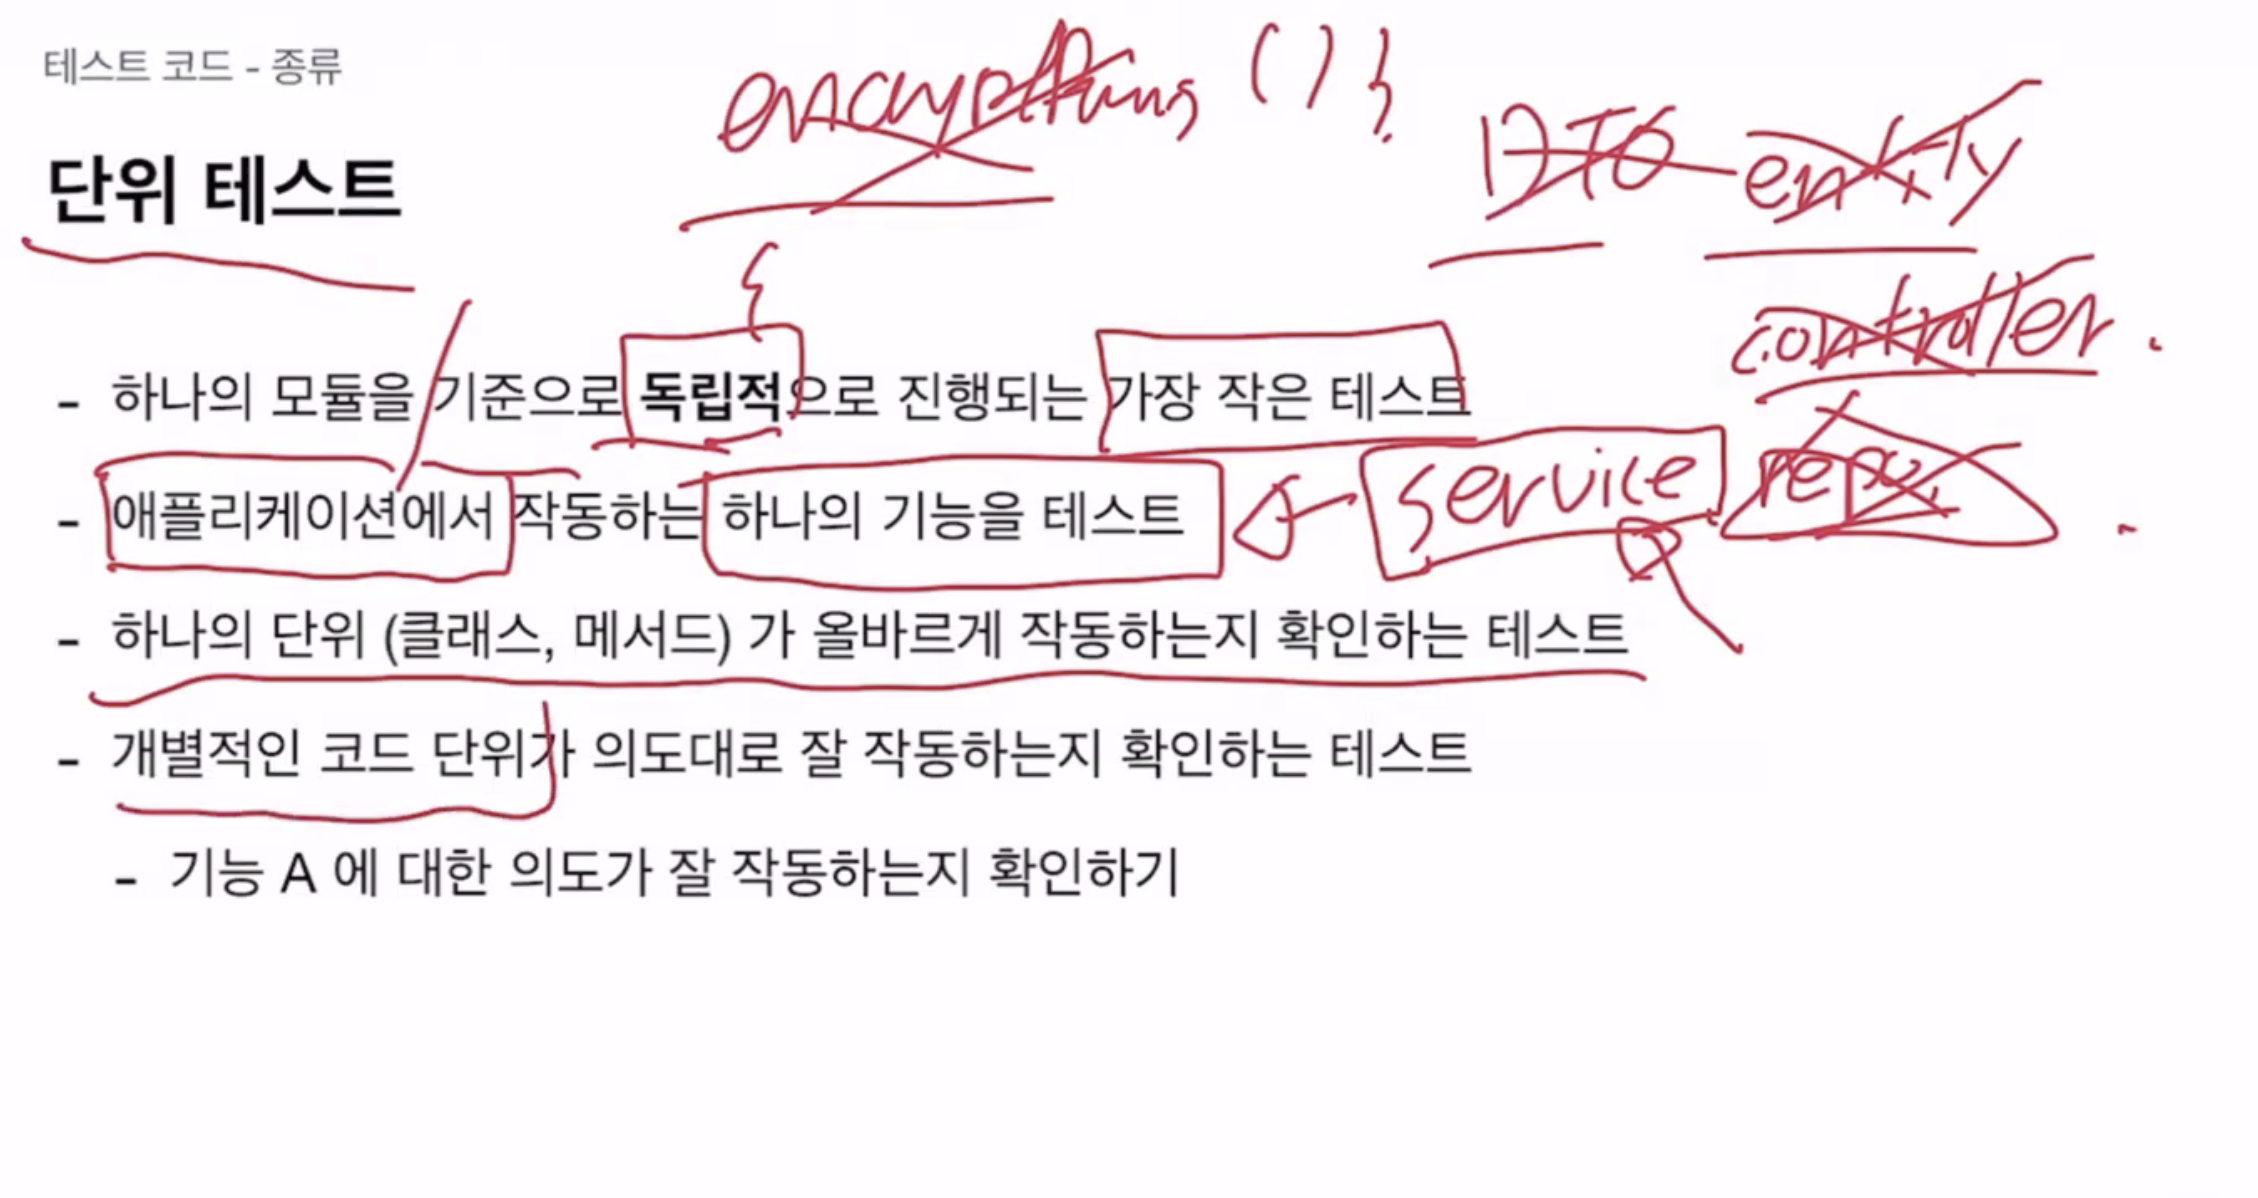 테스트 코드 - 종류
encryptions () {
단위 테스트
DTO entity
controller.
- 하나의 모듈을 기준으로 독립적으로 진행되는 가장 작은 테스트
service repo
- 애플리케이션에서 작동하는 하나의 기능을 테스트
- 하나의 단위 (클래스, 메서드) 가 올바르게 작동하는지 확인하는 테스트
- 개별적인 코드 단위가 의도대로 잘 작동하는지 확인하는 테스트
- 기능 A 에 대한 의도가 잘 작동하는지 확인하기